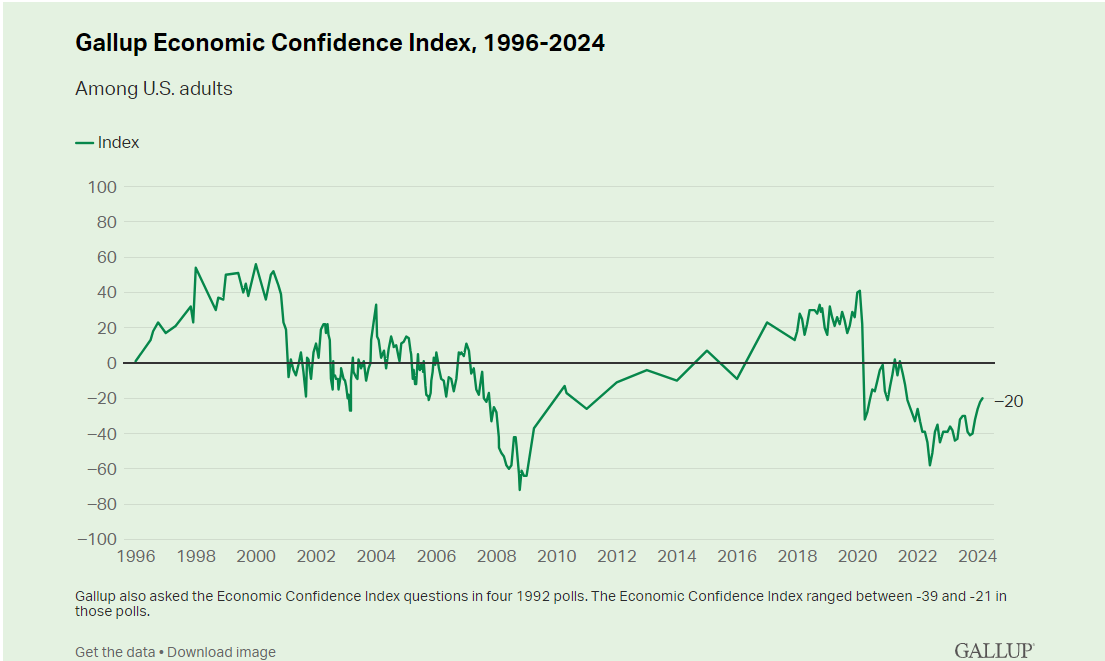 Gallup Economic Confidence Index, 1996-2024
Among U.S. adults
Index
100
80
60
40
20
0
−20
−40
−60
−80
−100
−20
1996 1998 2000 2002 2004 2006 2008 2010 2012 2014 2016 2018 2020 2022 2024
Gallup also asked the Economic Confidence Index questions in four 1992 polls. The Economic Confidence Index ranged between -39 and -21 in
those polls.
Get the data • Download image
GALLUP